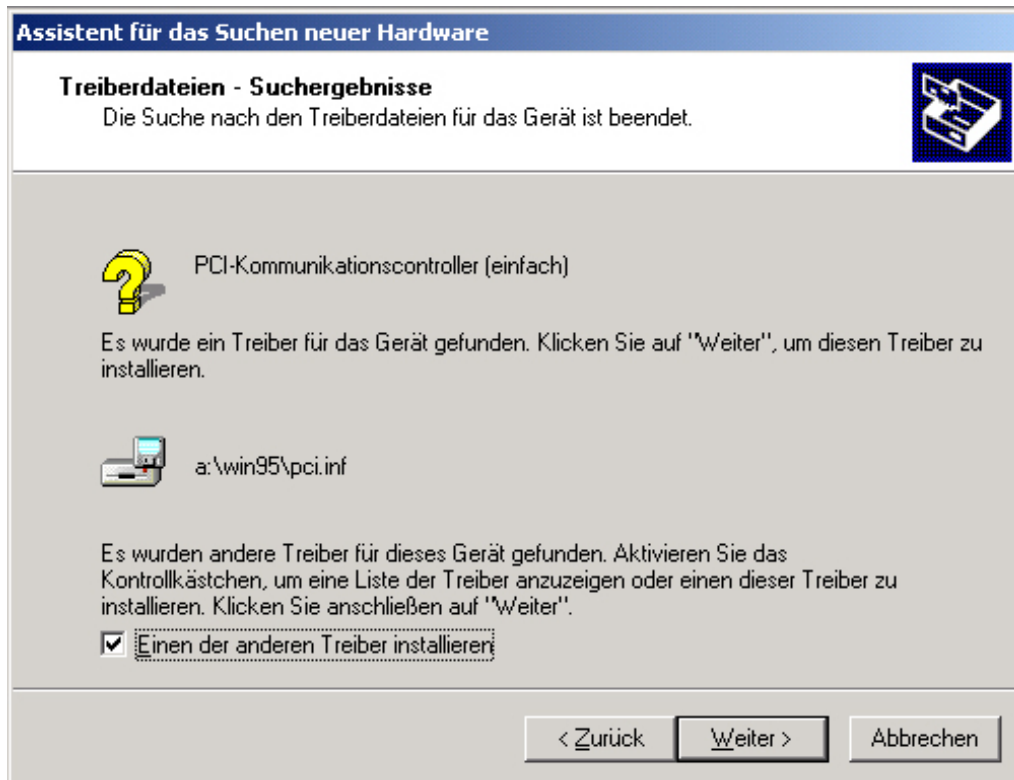 Assistent für das Suchen neuer Hardware
Treiberdateien - Suchergebnisse
Die Suche nach den Treiberdateien für das Gerät ist beendet.
PCI-Kommunikationscontroller (einfach)
Es wurde ein Treiber für das Gerät gefunden. Klicken Sie auf "Weiter", um diesen Treiber zu
installieren.
a:\win95\pci.inf
Es wurden andere Treiber für dieses Gerät gefunden. Aktivieren Sie das
Kontrollkästchen, um eine Liste der Treiber anzuzeigen oder einen dieser Treiber zu
installieren. Klicken Sie anschließen auf "Weiter".
Einen der anderen Treiber installieren
< Zurück
Weiter >
Abbrechen